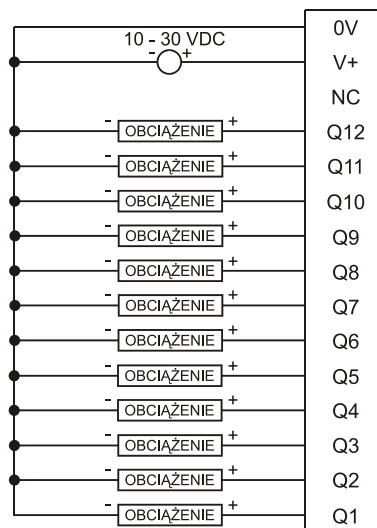 0V
10 - 30 VDC
- + V+
NC
- OBCIĄŻENIE + Q12
- OBCIĄŻENIE + Q11
- OBCIĄŻENIE + Q10
- OBCIĄŻENIE + Q9
- OBCIĄŻENIE + Q8
- OBCIĄŻENIE + Q7
- OBCIĄŻENIE + Q6
- OBCIĄŻENIE + Q5
- OBCIĄŻENIE + Q4
- OBCIĄŻENIE + Q3
- OBCIĄŻENIE + Q2
- OBCIĄŻENIE + Q1